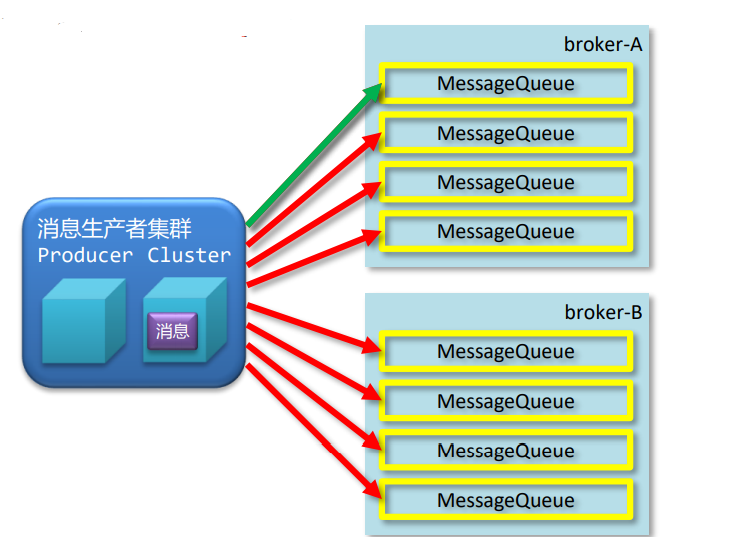 broker-A
MessageQueue
MessageQueue
MessageQueue
MessageQueue
消息生产者集群
Producer Cluster
消息
broker-B
MessageQueue
MessageQueue
MessageQueue
MessageQueue